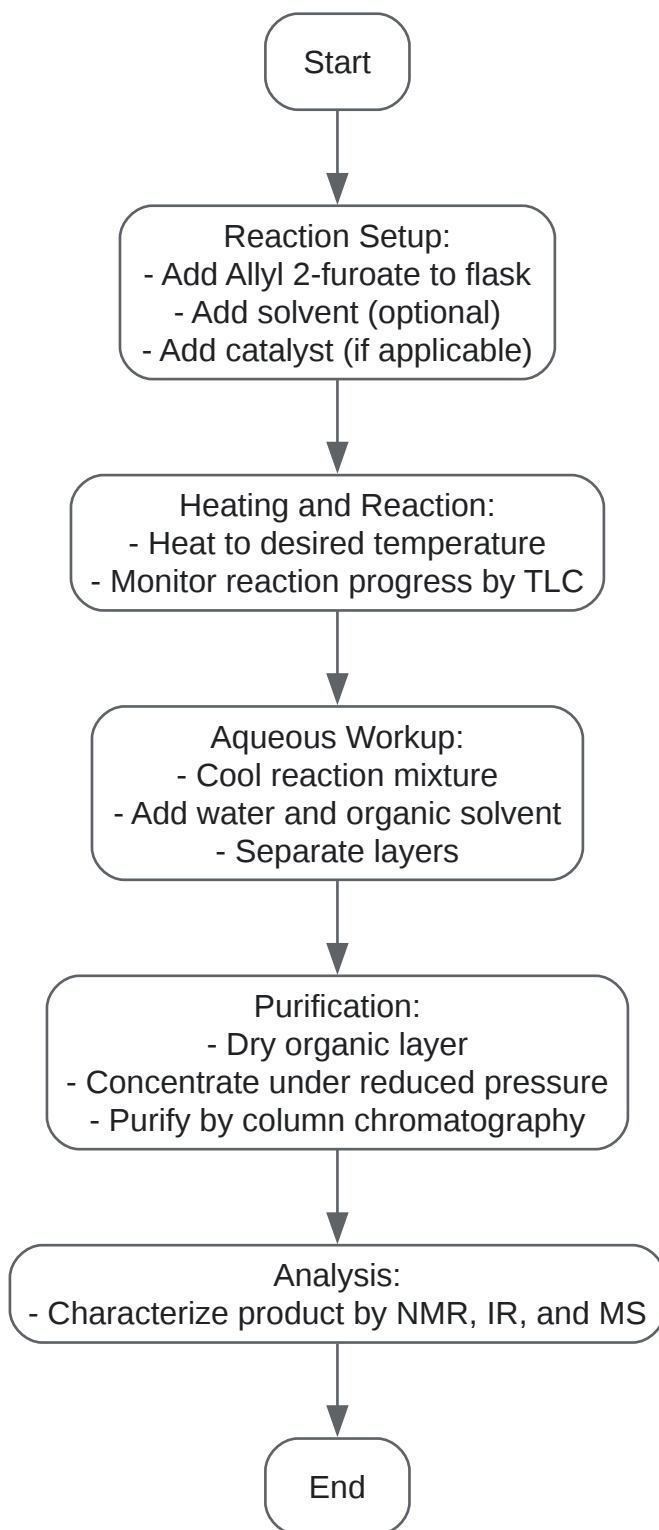 Start
Reaction Setup:
- Add Allyl 2-furoate to flask
- Add solvent (optional)
- Add catalyst (if applicable)
Heating and Reaction:
- Heat to desired temperature
- Monitor reaction progress by TLC
Aqueous Workup:
- Cool reaction mixture
- Add water and organic solvent
- Separate layers
Purification:
- Dry organic layer
- Concentrate under reduced pressure
- Purify by column chromatography
Analysis:
- Characterize product by NMR, IR, and MS
End